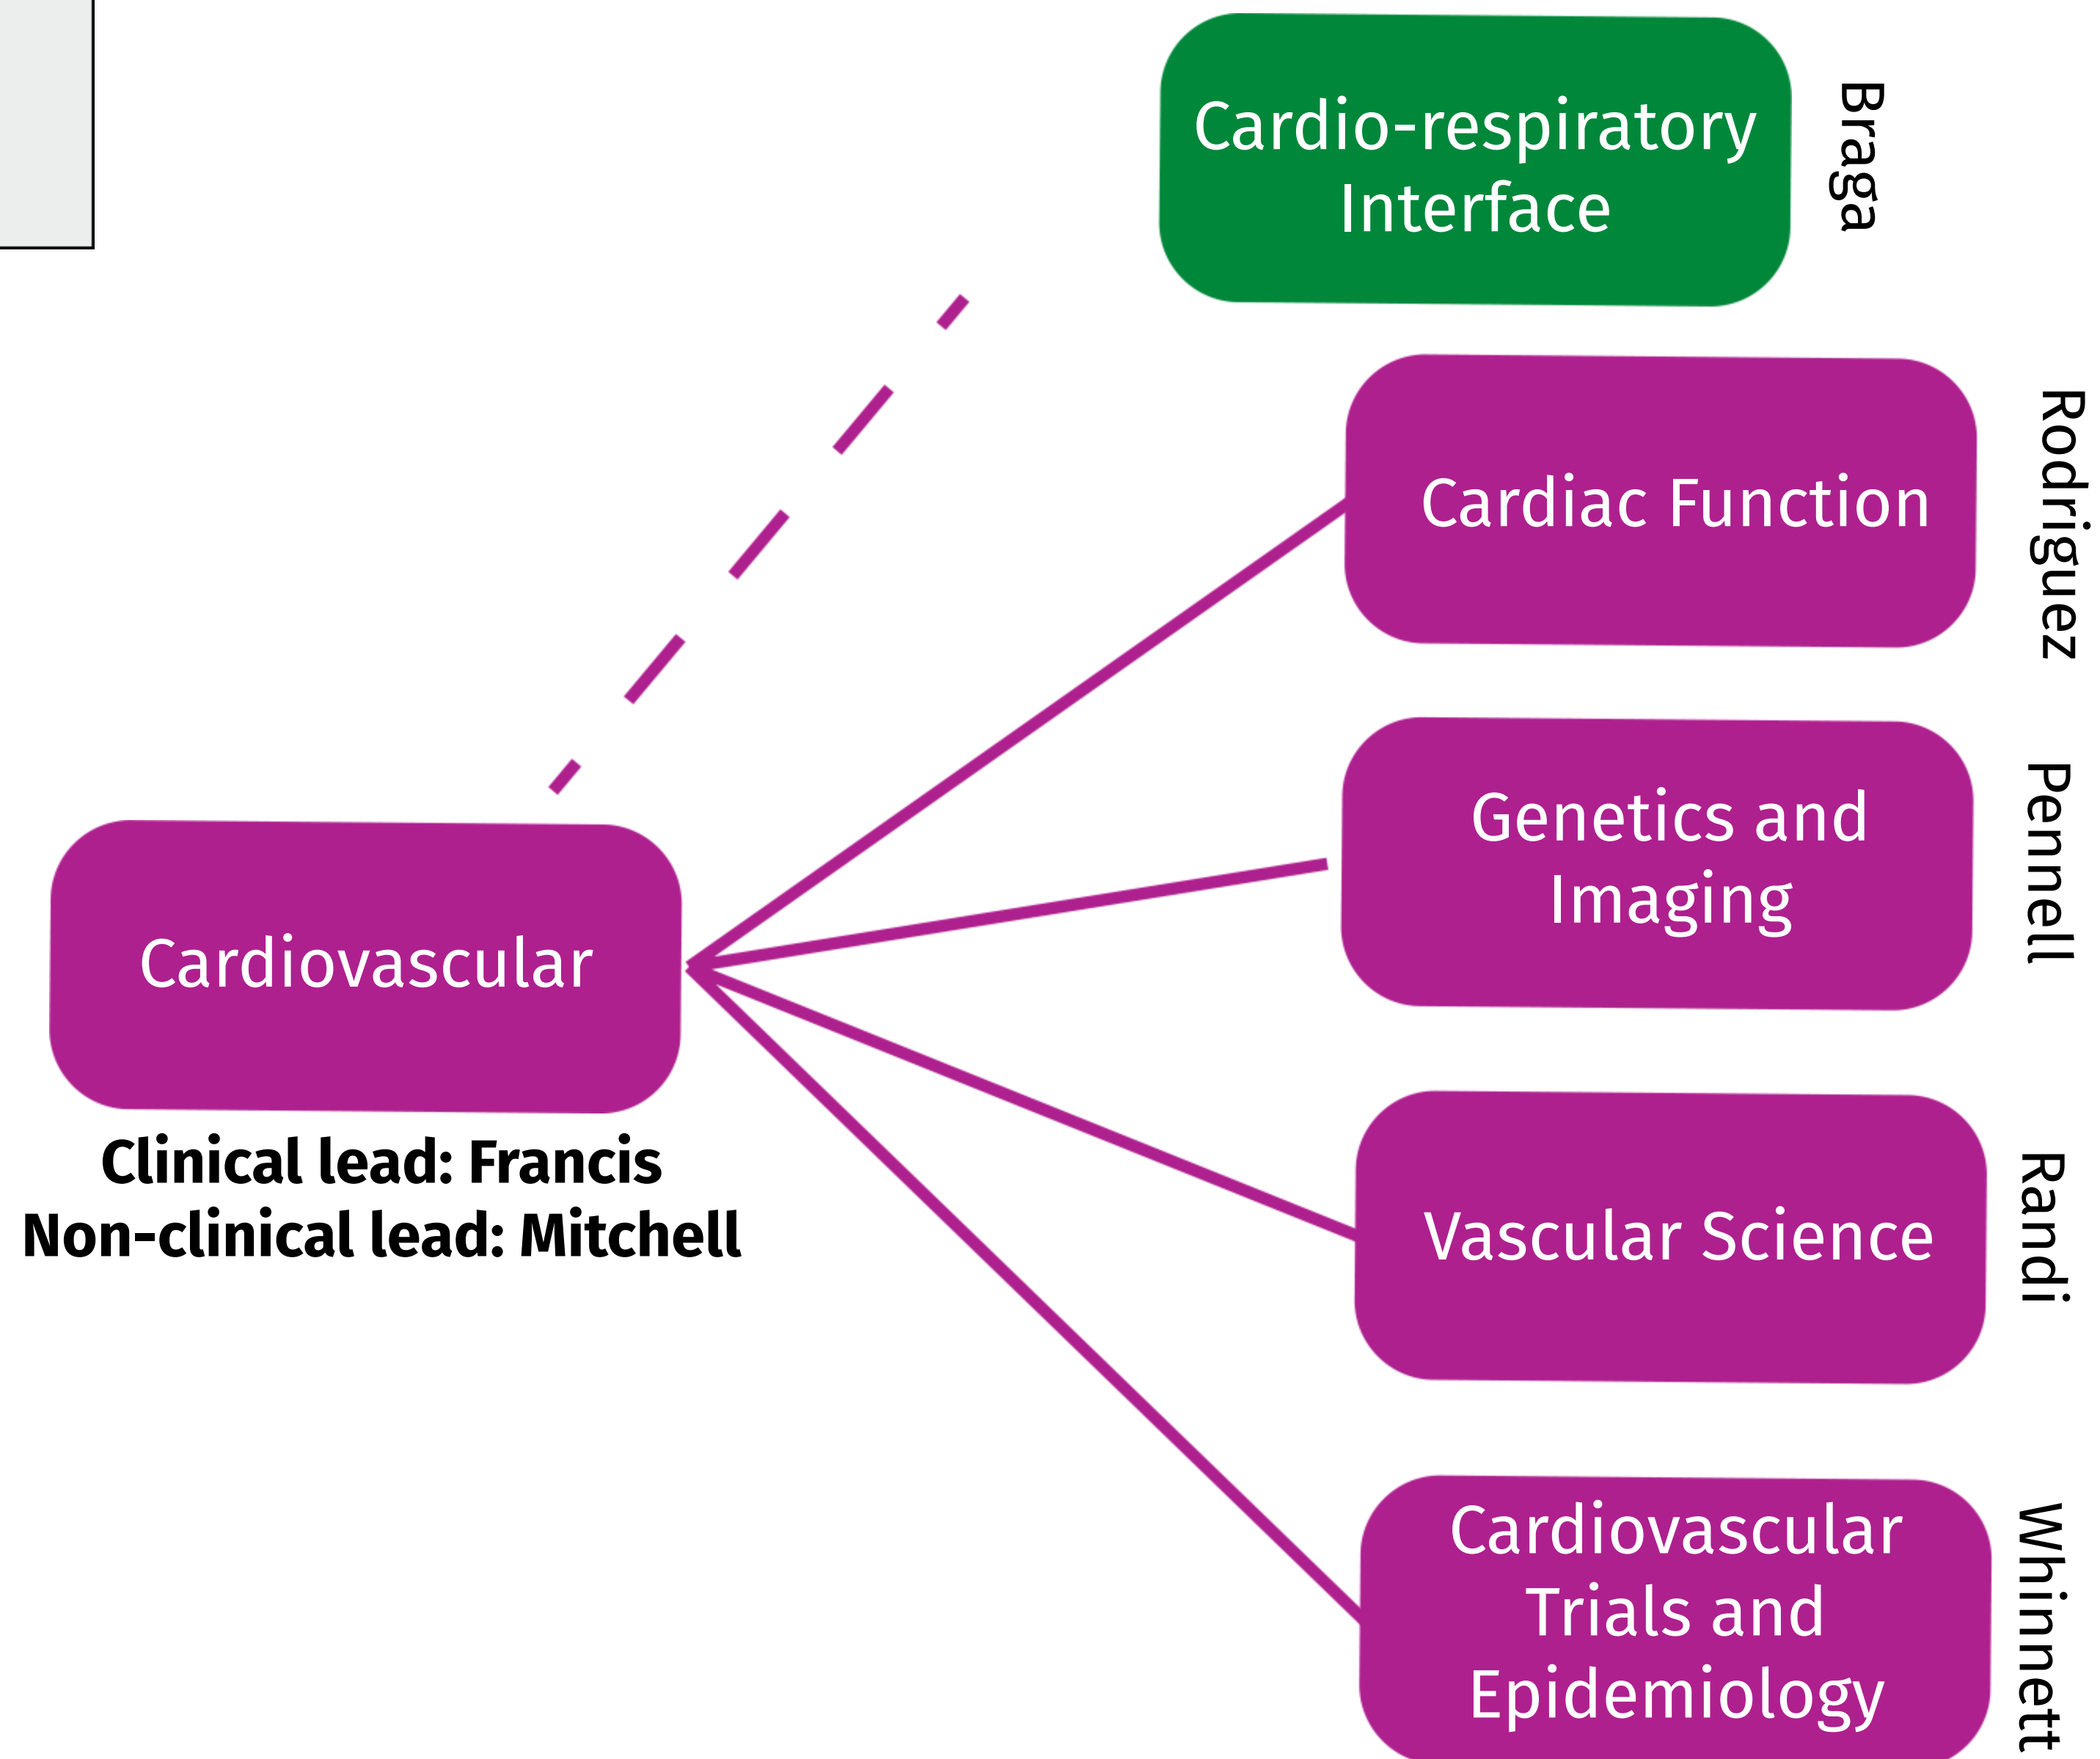 Cardio-respiratory
Interface
Braga
Cardiac Function
Rodriguez
Genetics and
Imaging
Pennell
Cardiovascular
Clinical lead: Francis
Non-clinical lead: Mitchell
Vascular Science
Randi
Cardiovascular
Trials and
Epidemiology
Whinnett